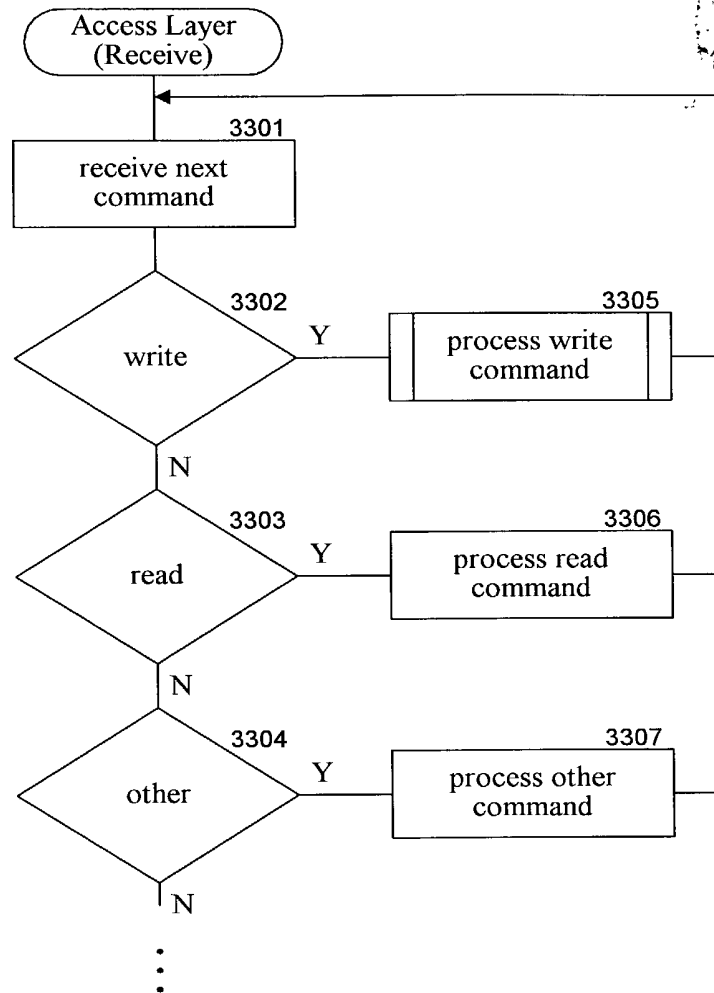 Access Layer
(Receive)
3301
receive next
command
3302
write
Y
3305
process write
command
N
3303
read
Y
3306
process read
command
N
3304
other
Y
3307
process other
command
N